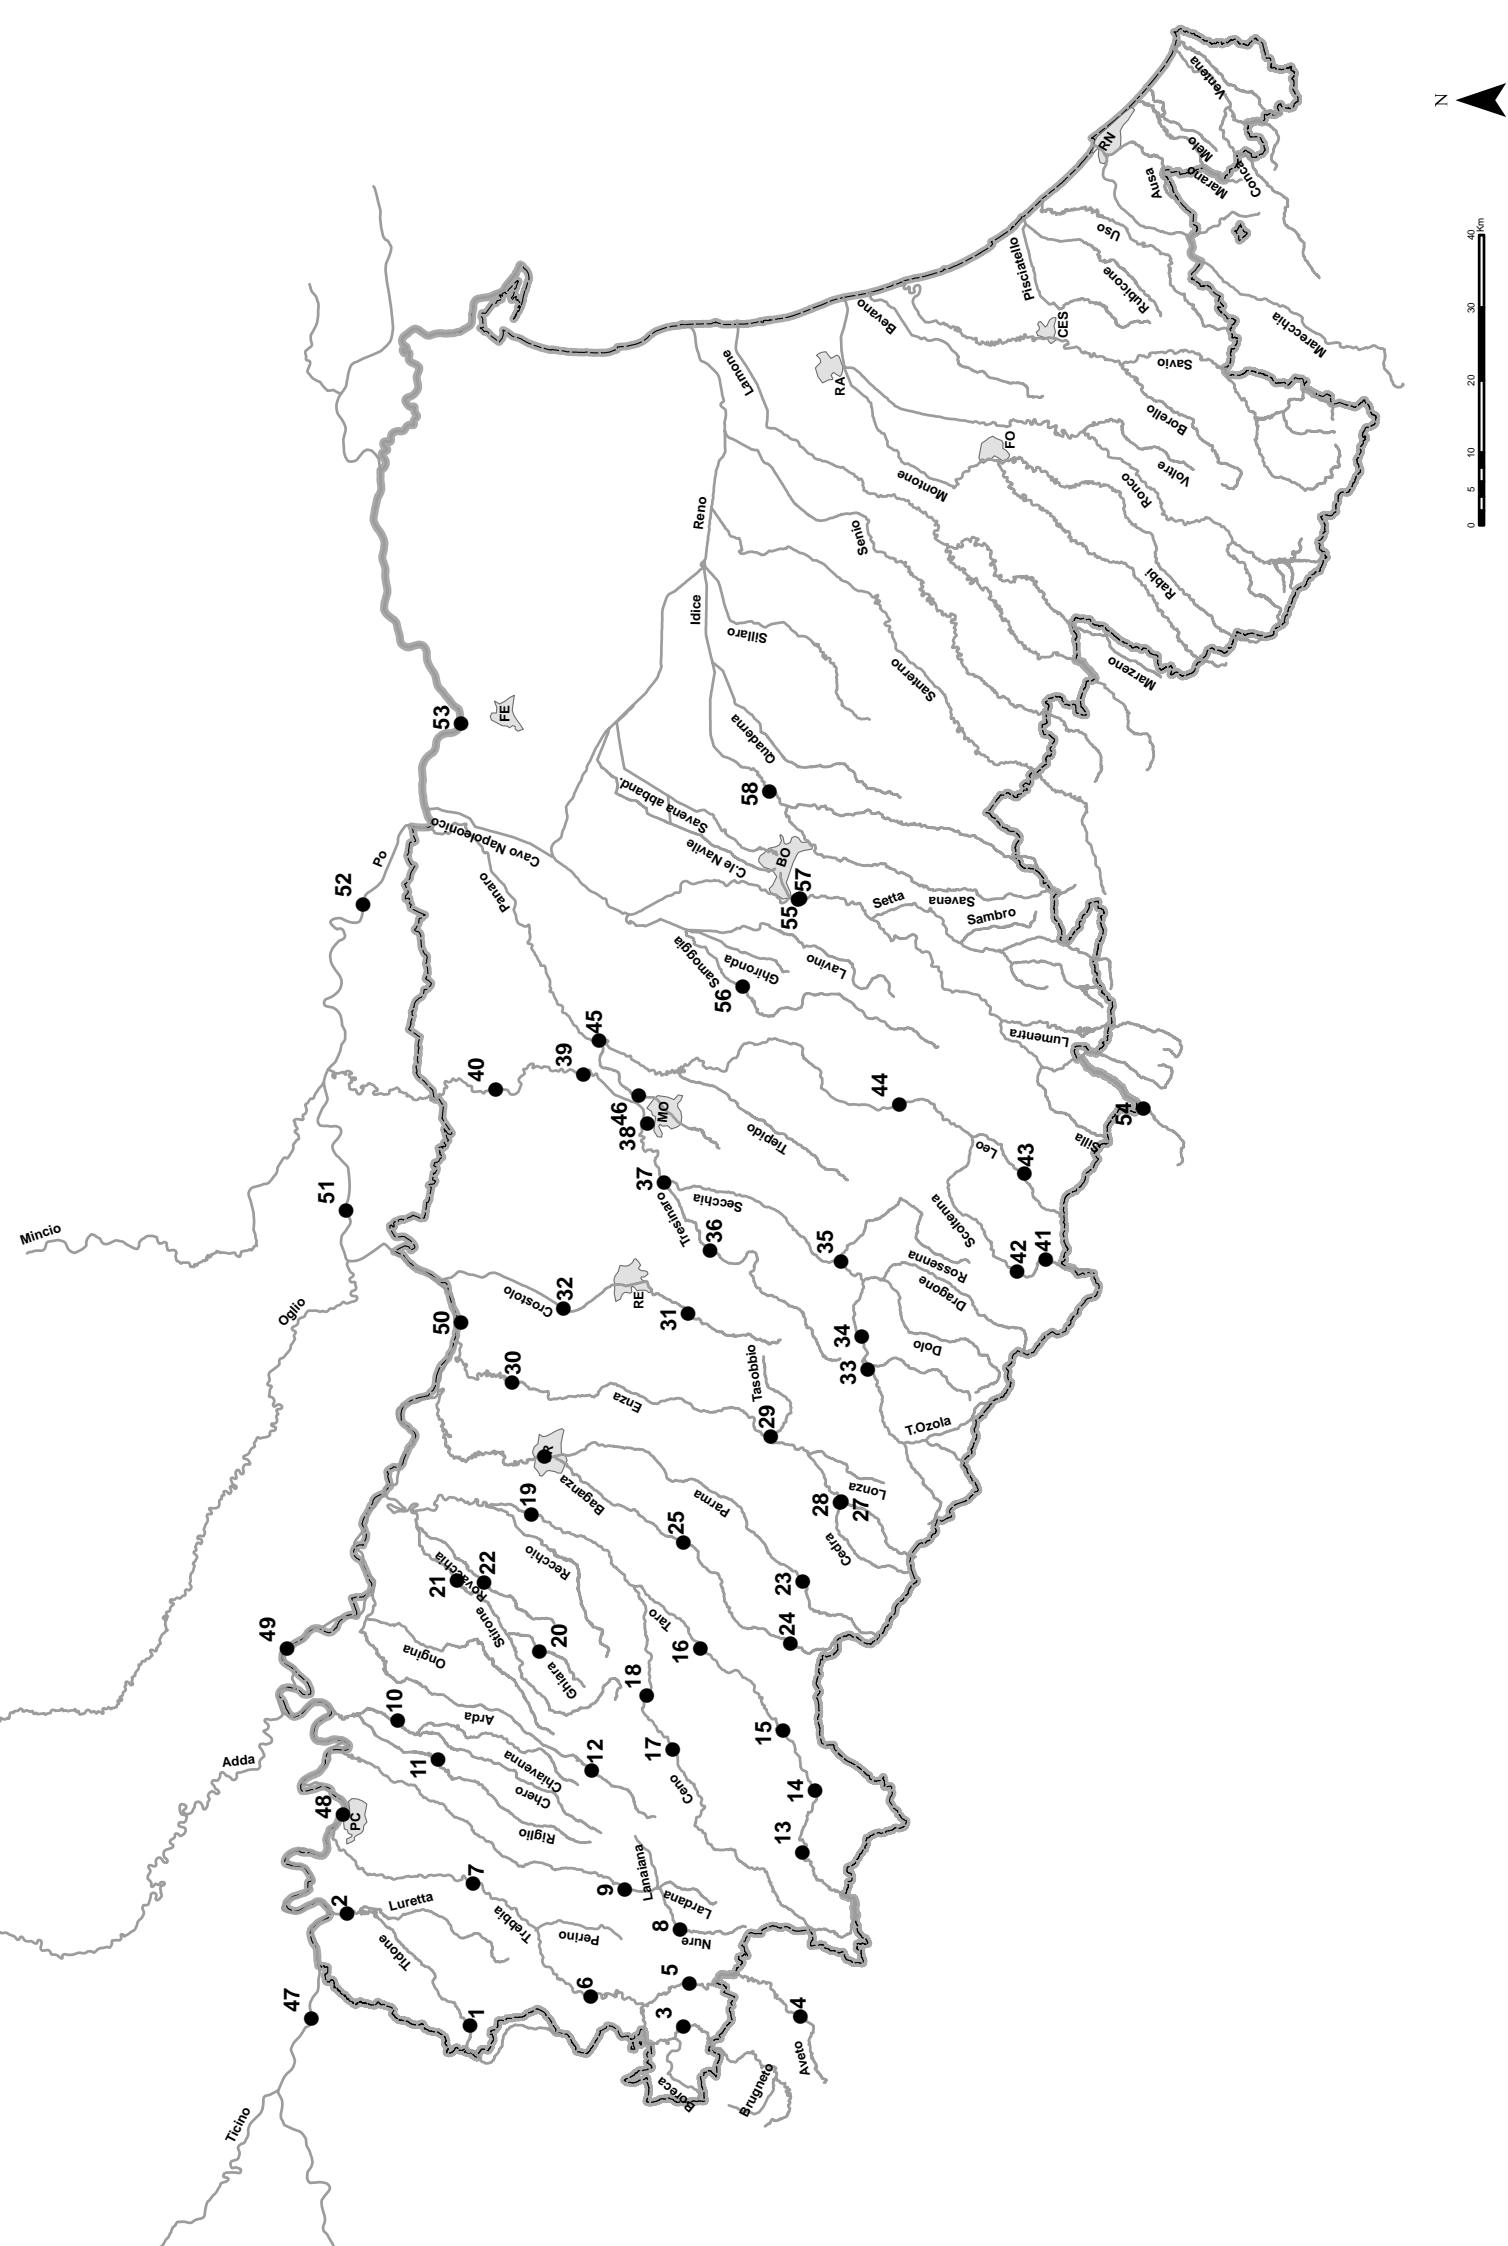 N
0 5 10 20 30 40 Km
Ventena
RN
Melo
Marano
Conca
Ausa
Uso
Pisciatello
Rubicone
Marecchia
CES
Bevano
Savio
Lamone
RA
Borello
FO
Voltre
Montone
Ronco
Reno
Senio
Rabbi
Idice
Sillaro
Santerno
Marzeno
53
FE
Quaderna
58
Savena abband.
Cavo Napoleonico
C.le Navile
BO
Po
52
Panaro
55
57
Setta
Savena
Sambro
Samoggia
Ghironda
Lavino
56
Lumentra
45
39
40
46
38
MO
44
54
Silla
Tiepido
Leo
43
51
37
Tresinaro
Secchia
36
35
Scoltenna
42
41
Rossenna
Dragone
Mincio
Oglio
50
Crostolo
32
RE
31
34
33
Dolo
30
Enza
Tasobbio
29
T.Ozola
Baganza
Parma
28
27
Lonza
Cedra
19
25
Recchio
21
22
Rovacchia
23
24
49
Stirone
20
Ghiara
Taro
16
Ongina
18
10
Arda
15
Adda
11
Chiavenna
12
17
Chero
Ceno
14
48
PC
Riglio
13
7
9
Lanaiana
Lardana
2
Luretta
Trebbia
Perino
8
Nure
Tidone
6
5
47
1
3
4
Aveto
Boreca
Brugneto
Ticino